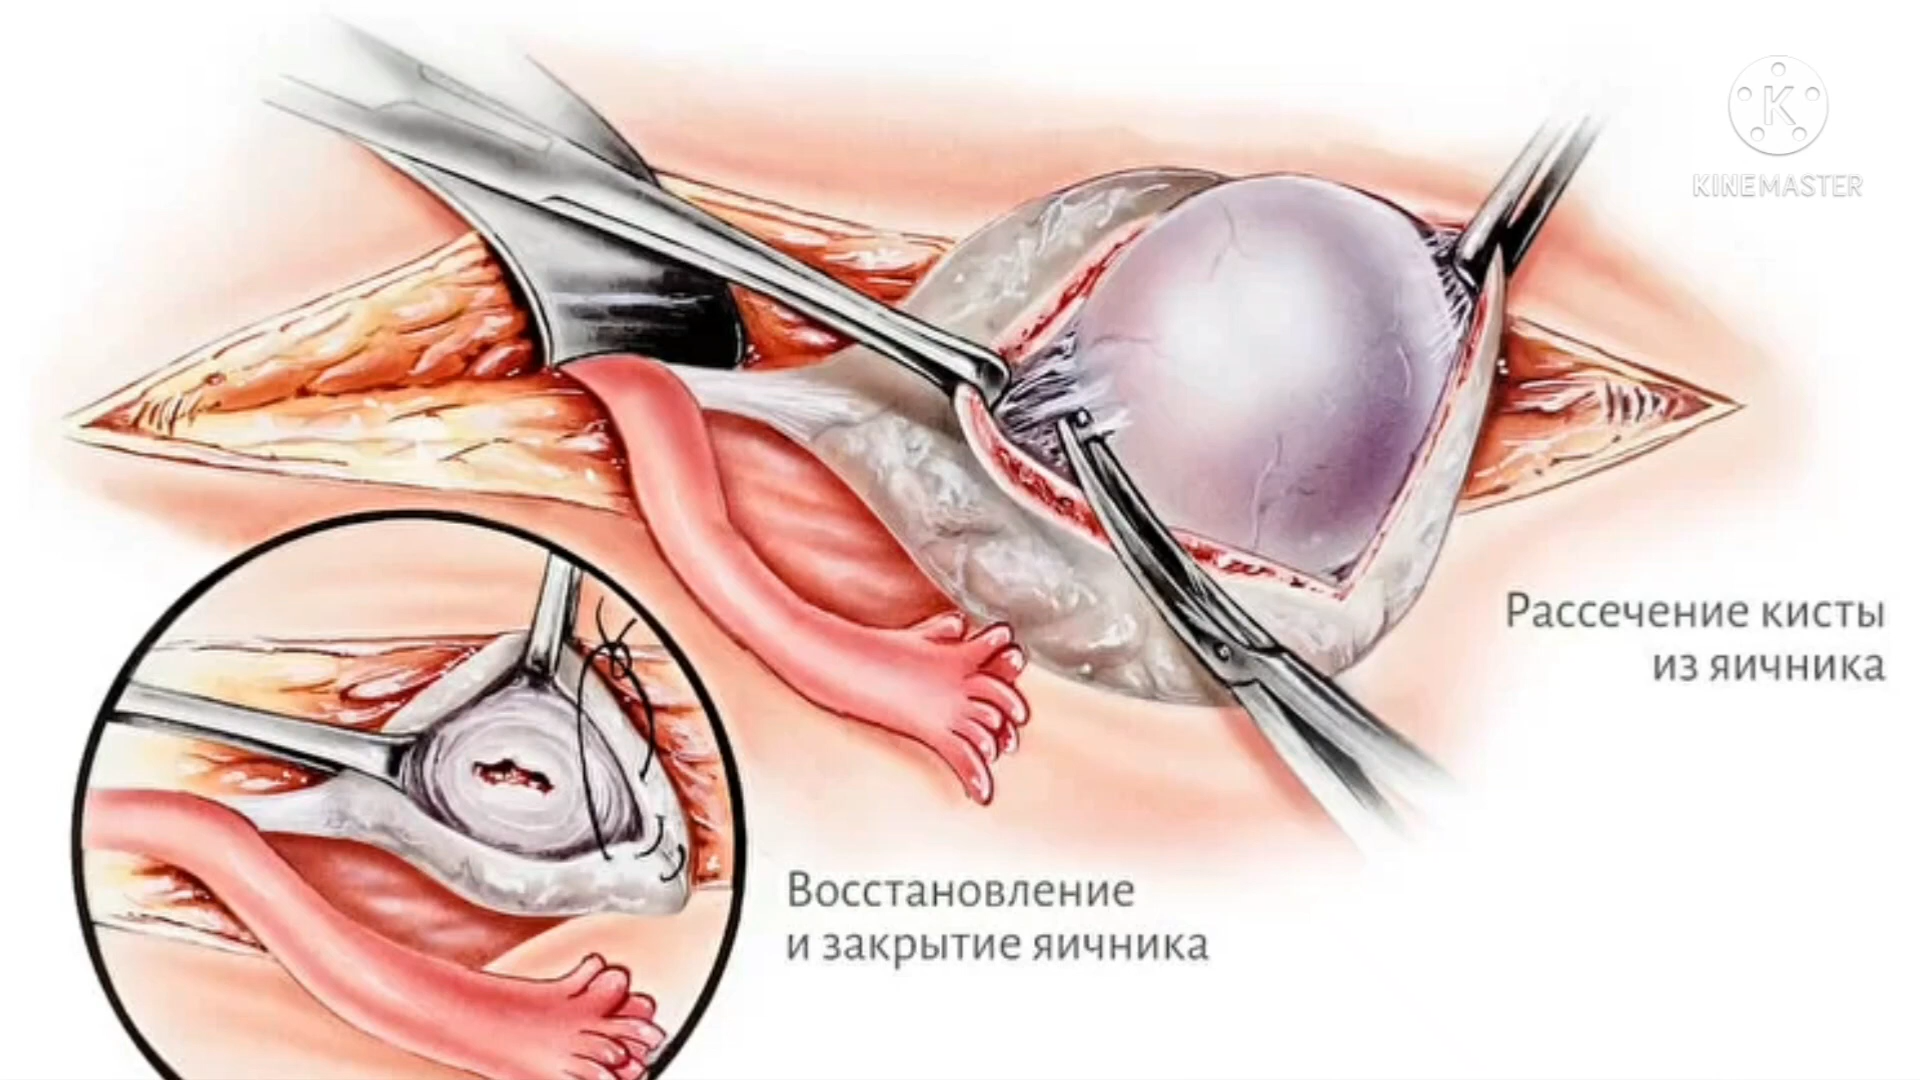 K
KINEMASTER
Рассечение кисты
из яичника
Восстановление
и закрытие яичника